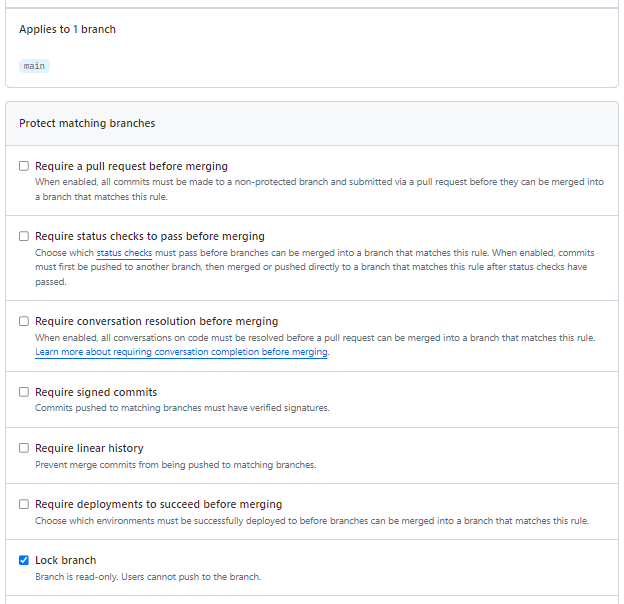 Applies to 1 branch
main
Protect matching branches
Require a pull request before merging
When enabled, all commits must be made to a non-protected branch and submitted via a pull request before they can be merged into
a branch that matches this rule.
Require status checks to pass before merging
Choose which status checks must pass before branches can be merged into a branch that matches this rule. When enabled, commits
must first be pushed to another branch, then merged or pushed directly to a branch that matches this rule after status checks have
passed.
Require conversation resolution before merging
When enabled, all conversations on code must be resolved before a pull request can be merged into a branch that matches this rule.
Learn more about requiring conversation completion before merging.
Require signed commits
Commits pushed to matching branches must have verified signatures.
Require linear history
Prevent merge commits from being pushed to matching branches.
Require deployments to succeed before merging
Choose which environments must be successfully deployed to before branches can be merged into a branch that matches this rule.
Lock branch
Branch is read-only. Users cannot push to the branch.